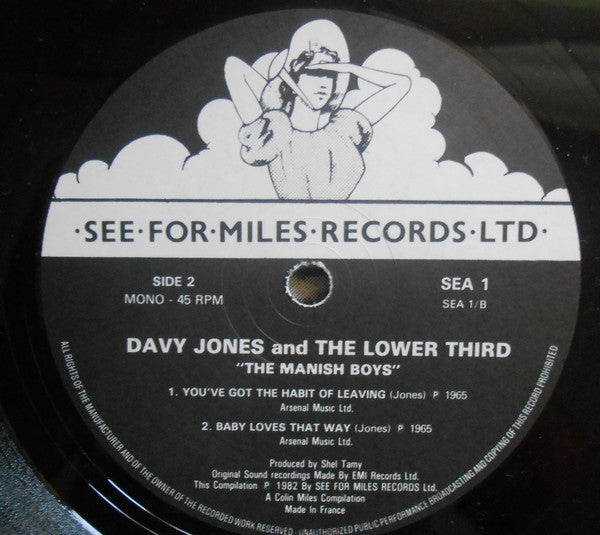 ·SEE·FOR·MILES·RECORDS·LTD·
SIDE 2
MONO - 45 RPM
SEA 1
SEA 1/B
DAVY JONES and THE LOWER THIRD
"THE MANISH BOYS"
1. YOU'VE GOT THE HABIT OF LEAVING (Jones) P 1965
Arsenal Music Ltd.
2. BABY LOVES THAT WAY (Jones) P 1965
Arsenal Music Ltd.
Produced by Shel Tamy
Original Sound recordings Made By EMI Records Ltd.
This Compilation P 1982 By SEE FOR MILES RECORDS Ltd.
A Colin Miles Compilation
Made in France
ALL RIGHTS OF THE MANUFACTURER AND OF THE OWNER OF THE RECORDED WORK RESERVED - UNAUTHORIZED PUBLIC PERFORMANCE BROADCASTING AND COPYING OF THIS RECORD PROHIBITED